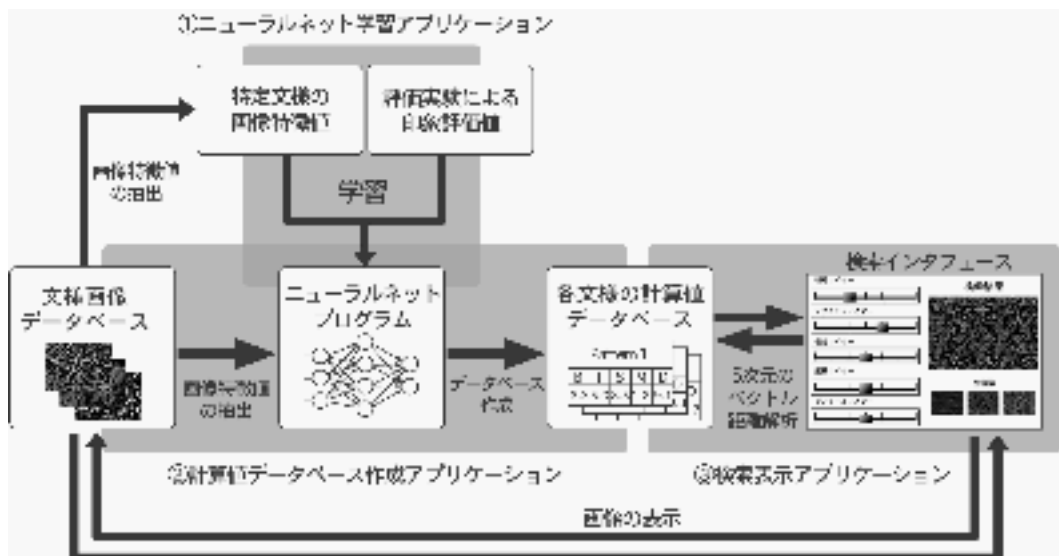 ①ニューラルネット学習アプリケーション
特定文様の
画像特徴値
評価実験による
印象評価値
画像特徴値
の抽出
学習
文様画像
データベース
ニューラルネット
プログラム
各文様の計算値
データベース
検索インタフェース
画像特徴値
の抽出
データベース
作成
5次元の
ベクトル
距離解析
②計算値データベース作成アプリケーション
③検索表示アプリケーション
画像の表示